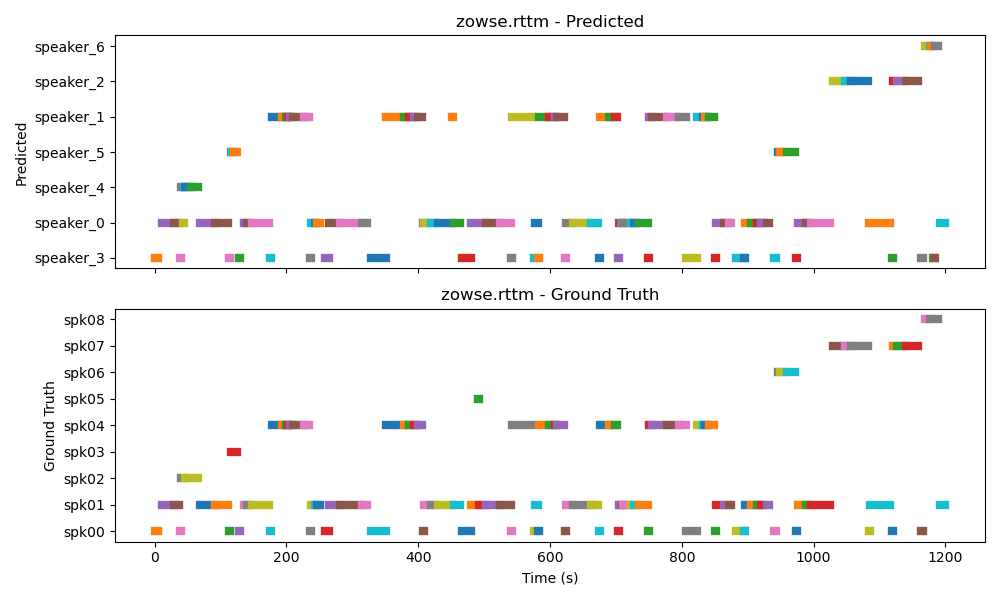 zowse.rttm - Predicted
speaker_6
speaker_2
speaker_1
speaker_5
speaker_4
speaker_0
speaker_3
Predicted
zowse.rttm - Ground Truth
spk08
spk07
spk06
spk05
spk04
spk03
spk02
spk01
spk00
Ground Truth
0 200 400 600 800 1000 1200
Time (s)